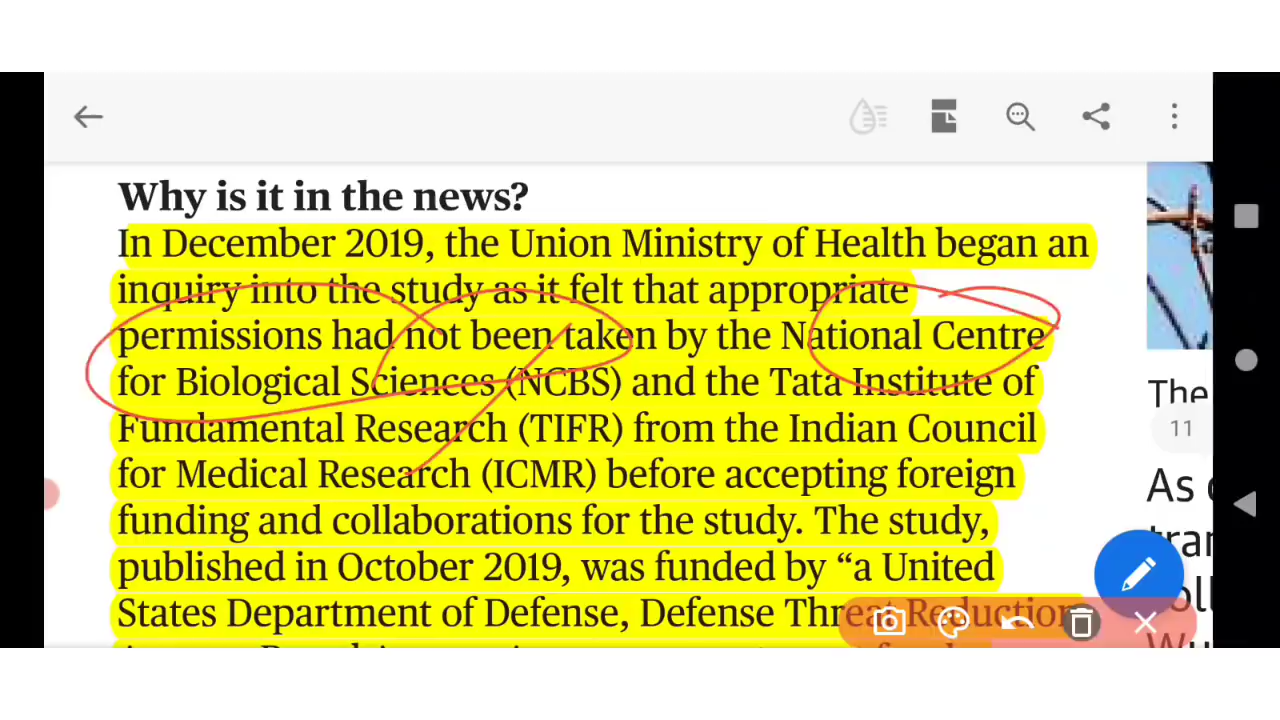 Why is it in the news?
In December 2019, the Union Ministry of Health began an
inquiry into the study as it felt that appropriate
permissions had not been taken by the National Centre
for Biological Sciences (NCBS) and the Tata Institute of
Fundamental Research (TIFR) from the Indian Council
for Medical Research (ICMR) before accepting foreign
funding and collaborations for the study. The study,
published in October 2019, was funded by “a United
States Department of Defense, Defense Threat Reduction
The
11
As